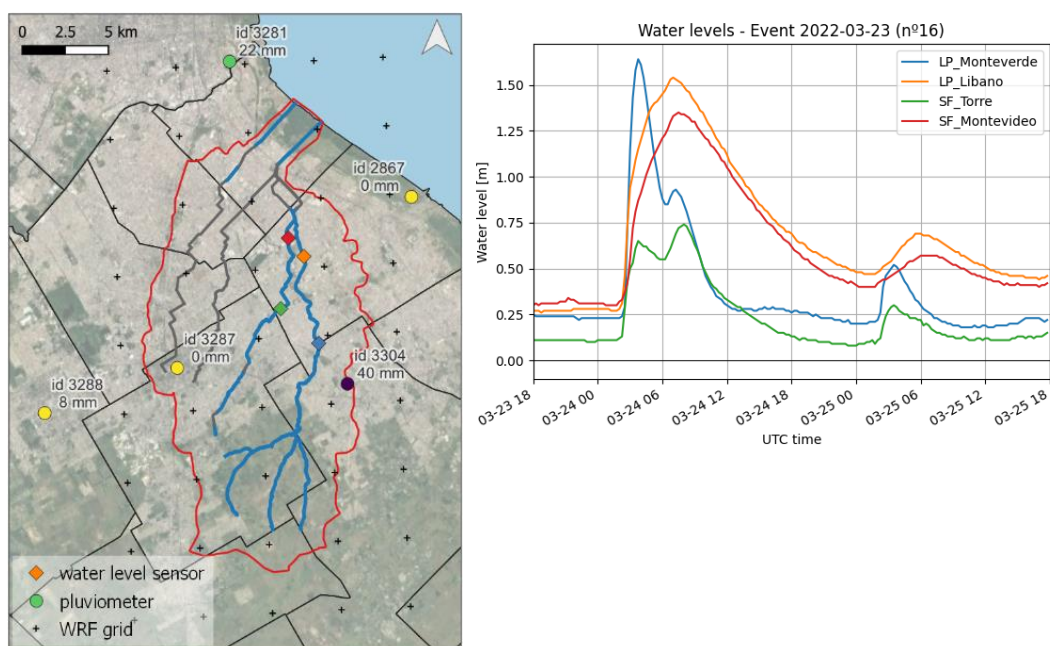 0 2.5 5 km
id 3281
22 mm
id 2867
0 mm
id 3287
0 mm
id 3304
40 mm
id 3288
8 mm
water level sensor
pluviometer
WRF grid
Water levels - Event 2022-03-23 (nº16)
LP_Monteverde
LP_Libano
SF_Torre
SF_Montevideo
Water level [m]
1.50
1.25
1.00
0.75
0.50
0.25
0.00
03-23 18
03-24 00
03-24 06
03-24 12
03-24 18
03-25 00
03-25 06
03-25 12
03-25 18
UTC time